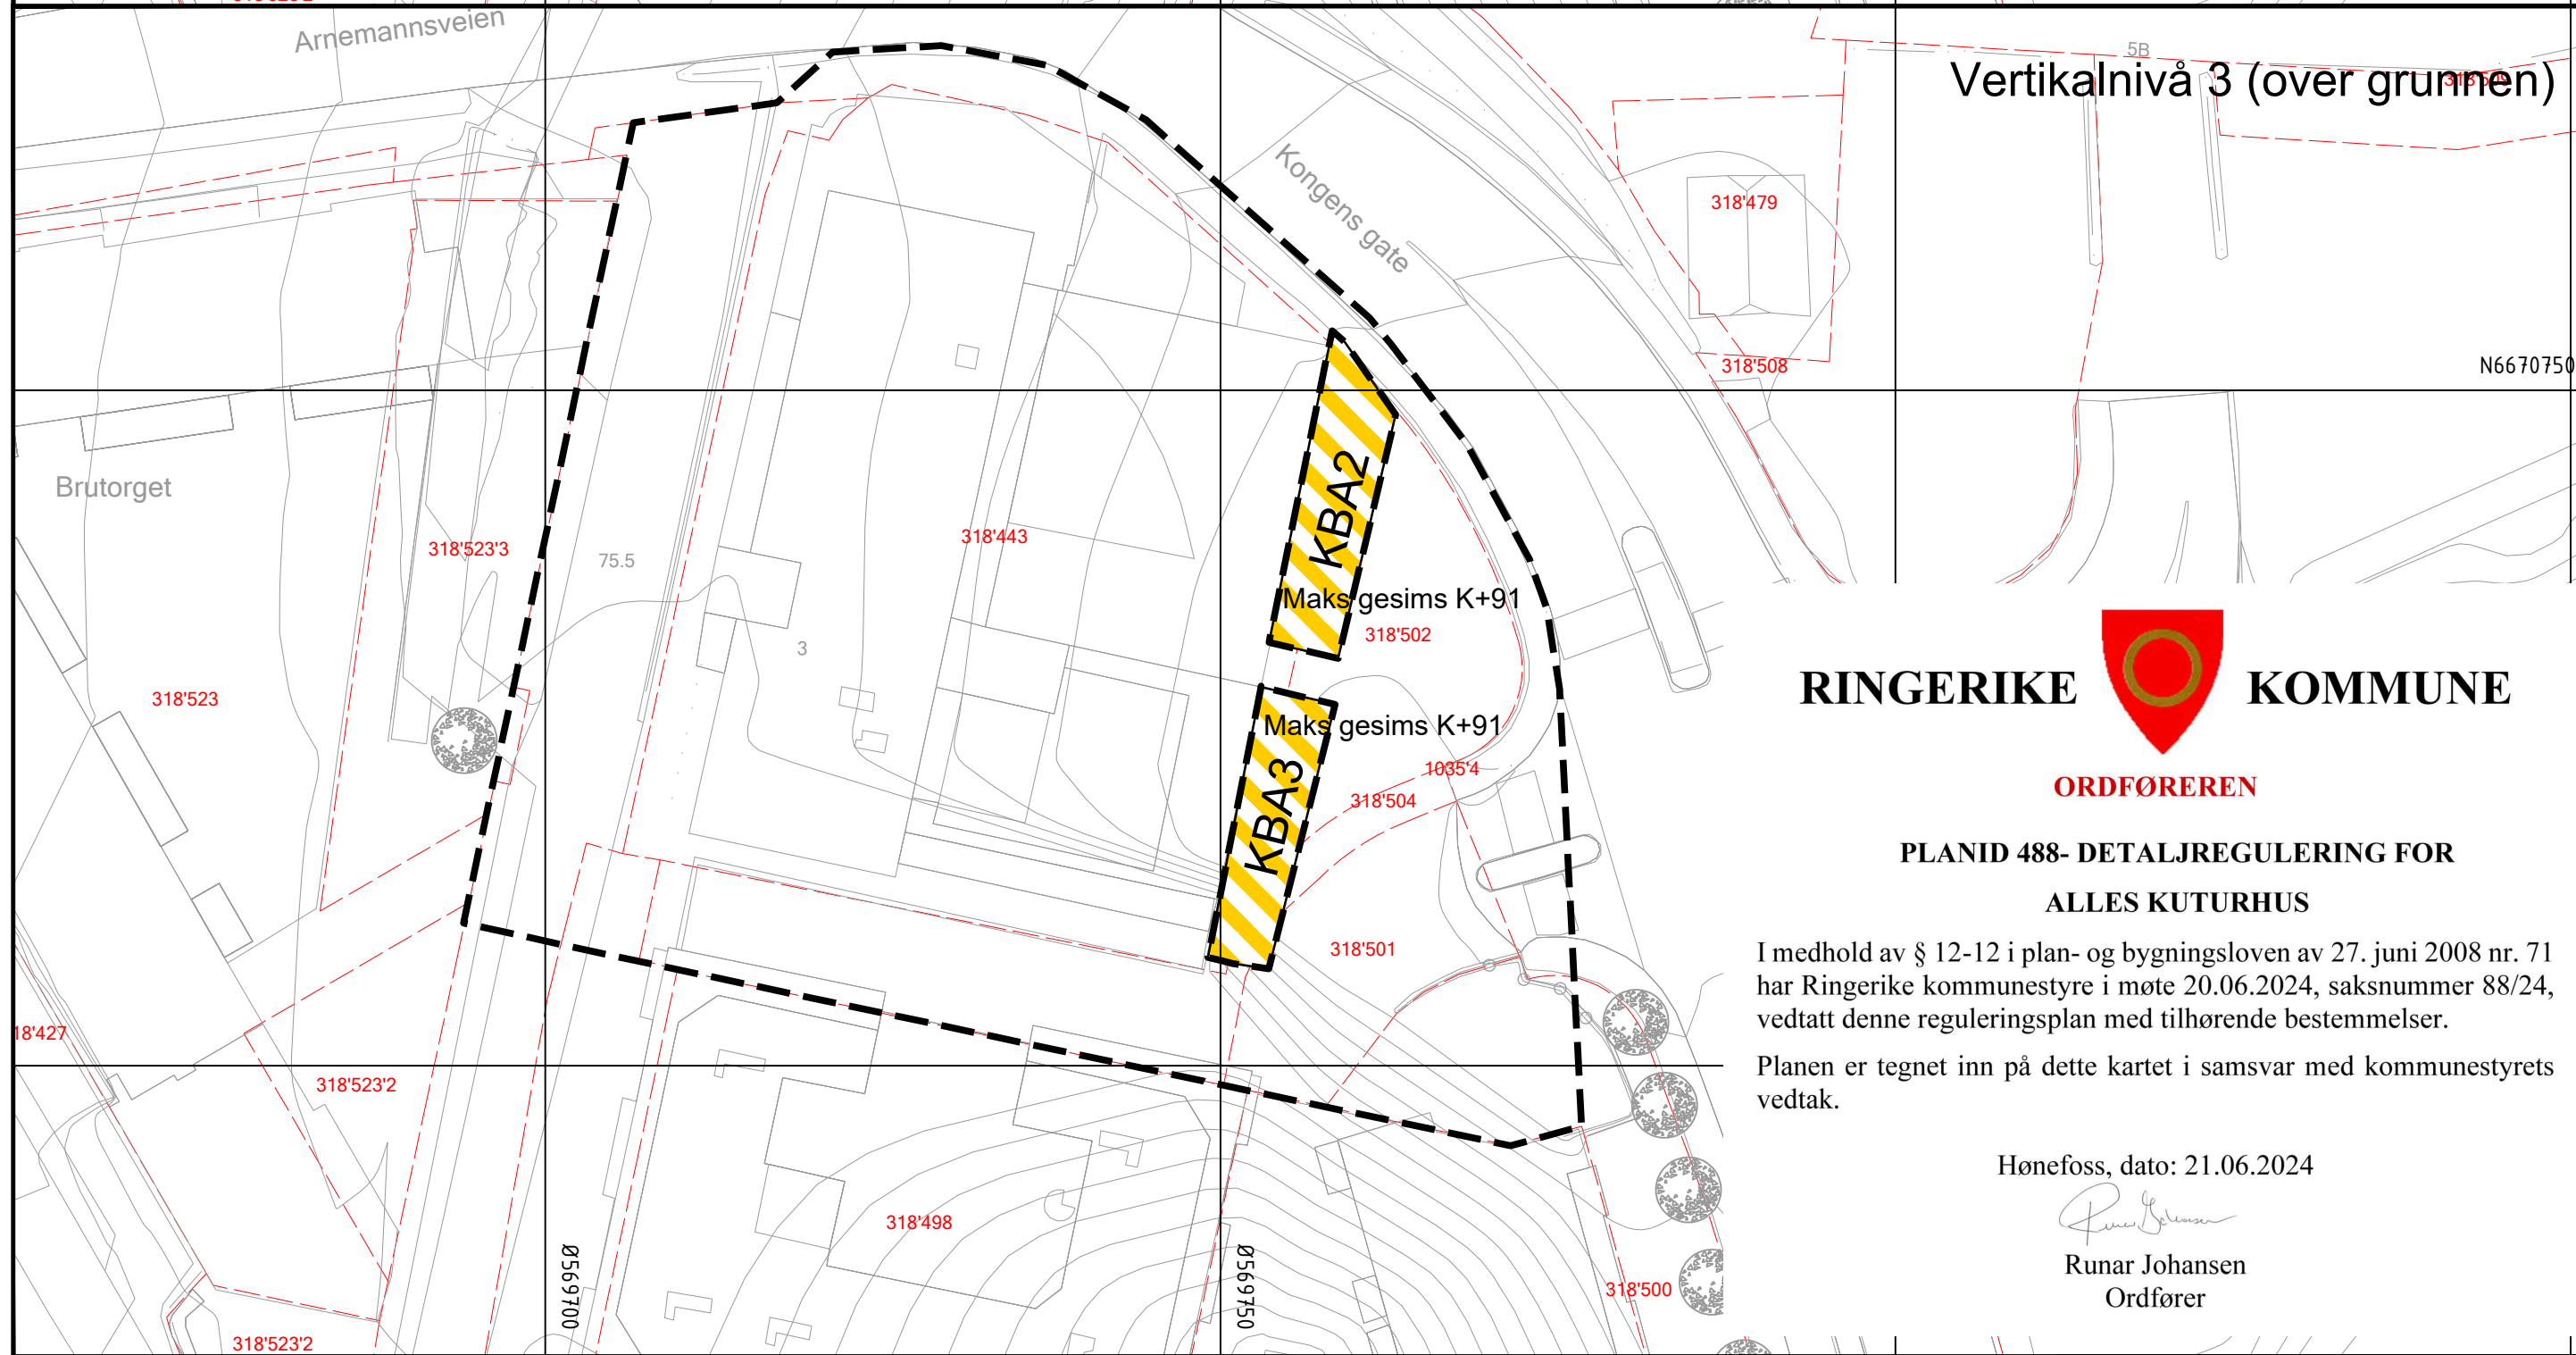 Arnemannsveien
5B
Vertikalnivå 3 (over grunnen)
318'509
Kongens gate
318'479
318'508
N6670750
Brutorget
KBA2
318'443
318'523'3
75.5
Maks gesims K+91
318'502
3
318'523
Maks gesims K+91
1035'4
318'504
KBA3
318'501
18'427
318'523'2
318'498
Ø569700
Ø569750
318'500
318'523'2
RINGERIKE KOMMUNE
ORDFØREREN
PLANID 488- DETALJREGULERING FOR
ALLES KUTURHUS
I medhold av § 12-12 i plan- og bygningsloven av 27. juni 2008 nr. 71
har Ringerike kommunestyre i møte 20.06.2024, saksnummer 88/24,
vedtatt denne reguleringsplan med tilhørende bestemmelser.
Planen er tegnet inn på dette kartet i samsvar med kommunestyrets
vedtak.
Hønefoss, dato: 21.06.2024
Runar Johansen
Ordfører